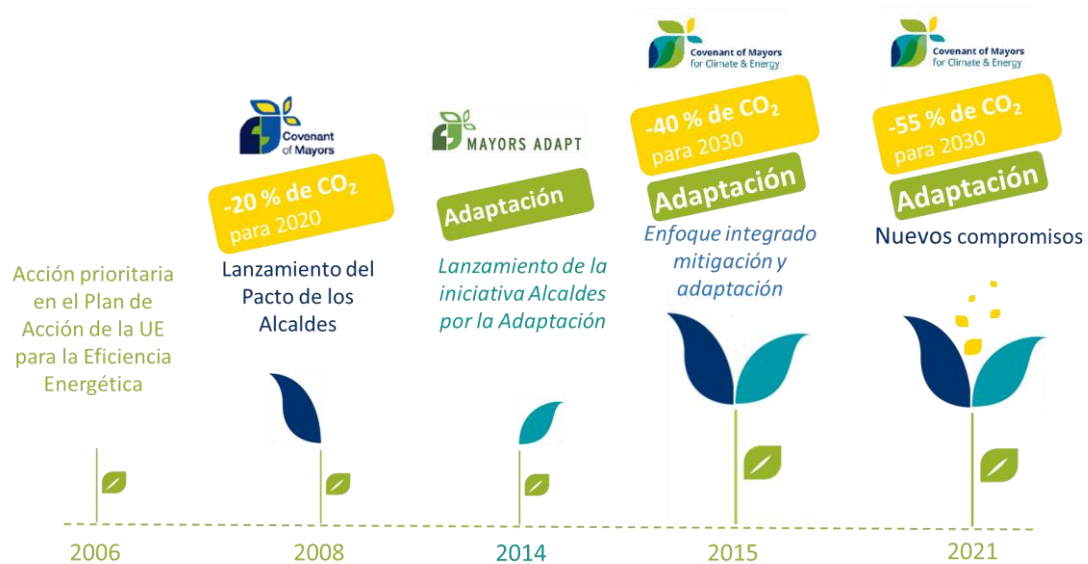 Acción prioritaria
en el Plan de
Acción de la UE
para la Eficiencia
Energética
2006
Covenant
of Mayors
-20 % de CO₂
para 2020
Lanzamiento del
Pacto de los
Alcaldes
2008
MAYORS ADAPT
Adaptación
Lanzamiento de la
iniciativa Alcaldes
por la Adaptación
2014
Covenant of Mayors
for Climate & Energy
-40 % de CO₂
para 2030
Adaptación
Enfoque integrado
mitigación y
adaptación
2015
Covenant of Mayors
for Climate & Energy
-55 % de CO₂
para 2030
Adaptación
Nuevos compromisos
2021